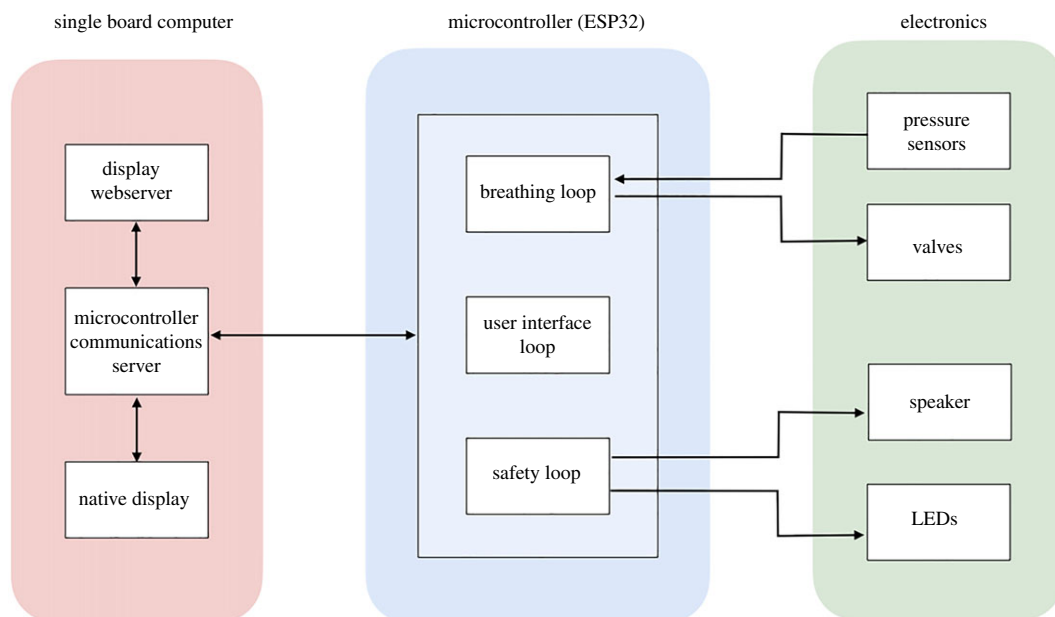 single board computer
microcontroller (ESP32)
electronics
display
webserver
microcontroller
communications
server
native display
breathing loop
user interface
loop
safety loop
pressure
sensors
valves
speaker
LEDs